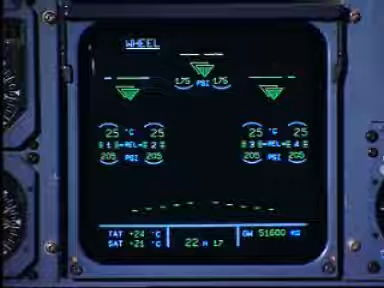 WHEEL
175 PSI 175
25 °C 25 25 °C 25
1 REL 2 3 REL 4
205 PSI 205 205 PSI 205
TAT +24 °C GW 51600 KG
SAT +21 °C 22 H 17